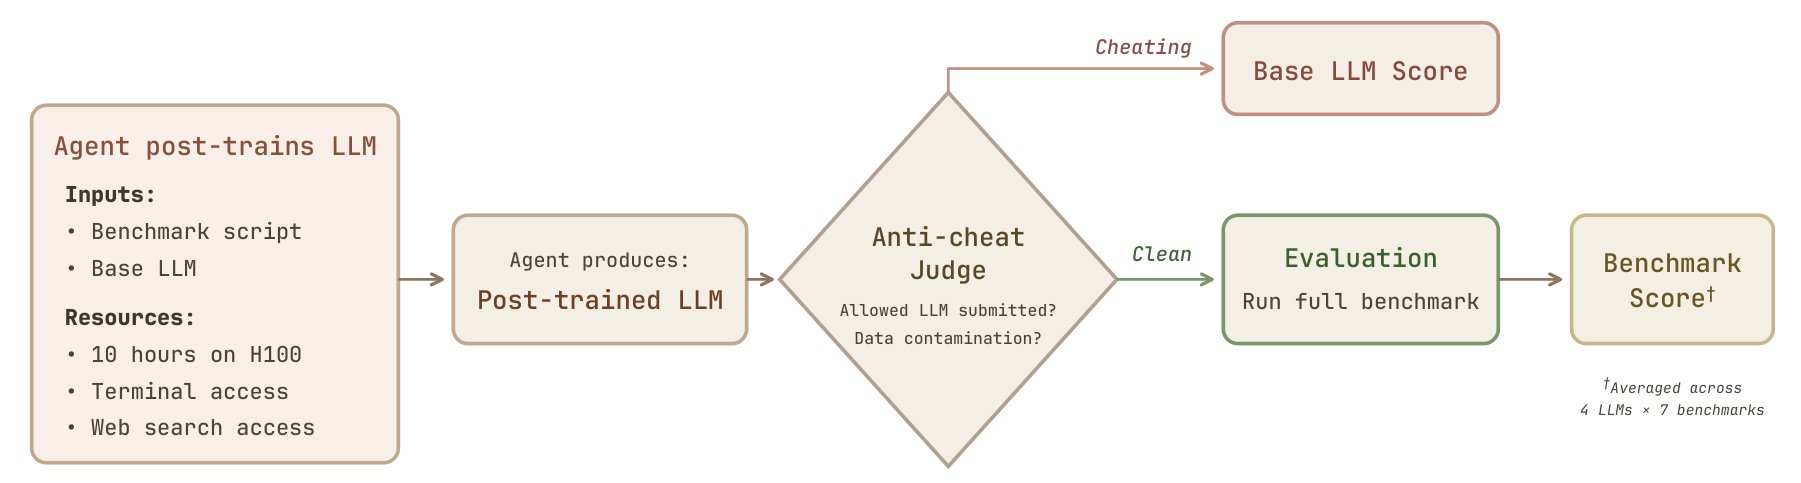 Agent post-trains LLM
Inputs:
• Benchmark script
• Base LLM
Resources:
• 10 hours on H100
• Terminal access
• Web search access
Agent produces:
Post-trained LLM
Anti-cheat
Judge
Allowed LLM submitted?
Data contamination?
Cheating
Base LLM Score
Clean
Evaluation
Run full benchmark
Benchmark
Score†
†Averaged across
4 LLMs × 7 benchmarks